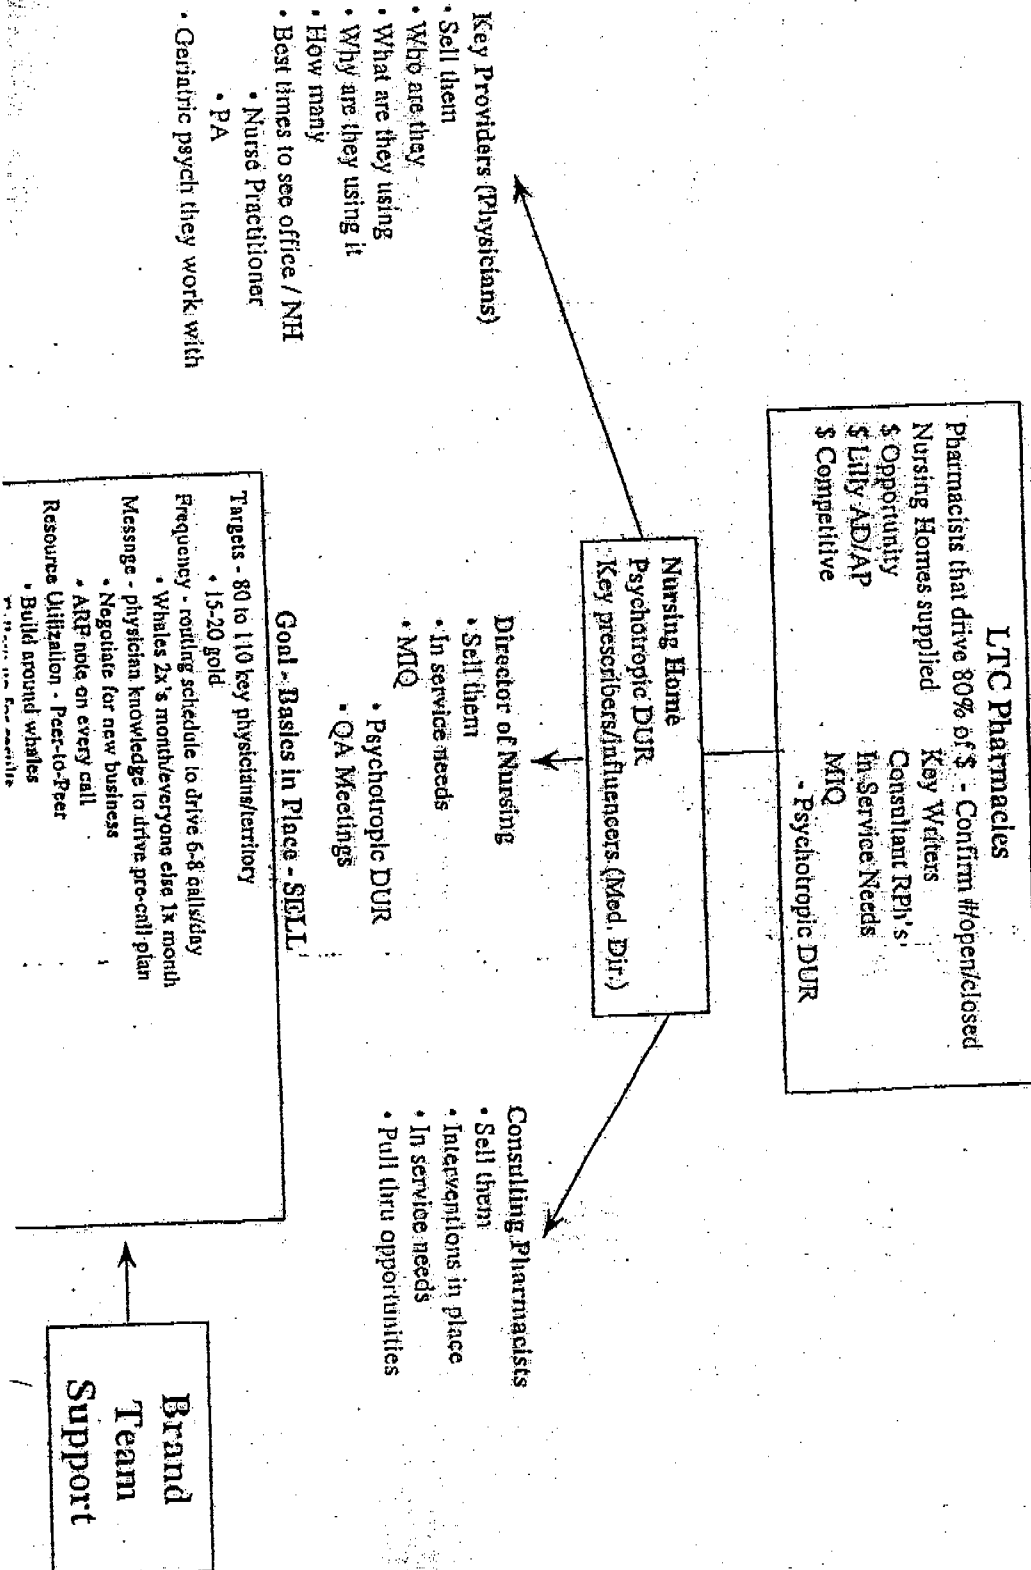 LTC Pharmacies
Pharmacists that drive 80% of $ - Confirm #/open/closed
Nursing Homes supplied Key Writers
$ Opportunity Consultant RPh's
$ Lilly AD/AP In Service Needs
$ Competitive MIQ
- Psychotropic DUR
Nursing Home
Psychotropic DUR
Key prescribers/influencers (Med. Dir.)
Key Providers (Physicians)
• Sell them
• Who are they
• What are they using
• Why are they using it
• How many
• Best times to see office / NH
• Nurse Practitioner
• PA
• Geriatric psych they work with
Director of Nursing
• Sell them
• In service needs
• MIQ
• Psychotropic DUR
• QA Meetings
Consulting Pharmacists
• Sell them
• Interventions in place
• In service needs
• Pull thru opportunities
Goal - Basics in Place - SELL
Targets - 80 to 110 key physicians/territory
• 15-20 gold
Frequency - routing schedule to drive 6-8 calls/day
• Whales 2x's month/everyone else 1x month
Message - physician knowledge to drive pre-call plan
• Negotiate for new business
• ARF note on every call
Resource Utilization - Peer-to-Peer
• Build around whales
Brand
Team
Support